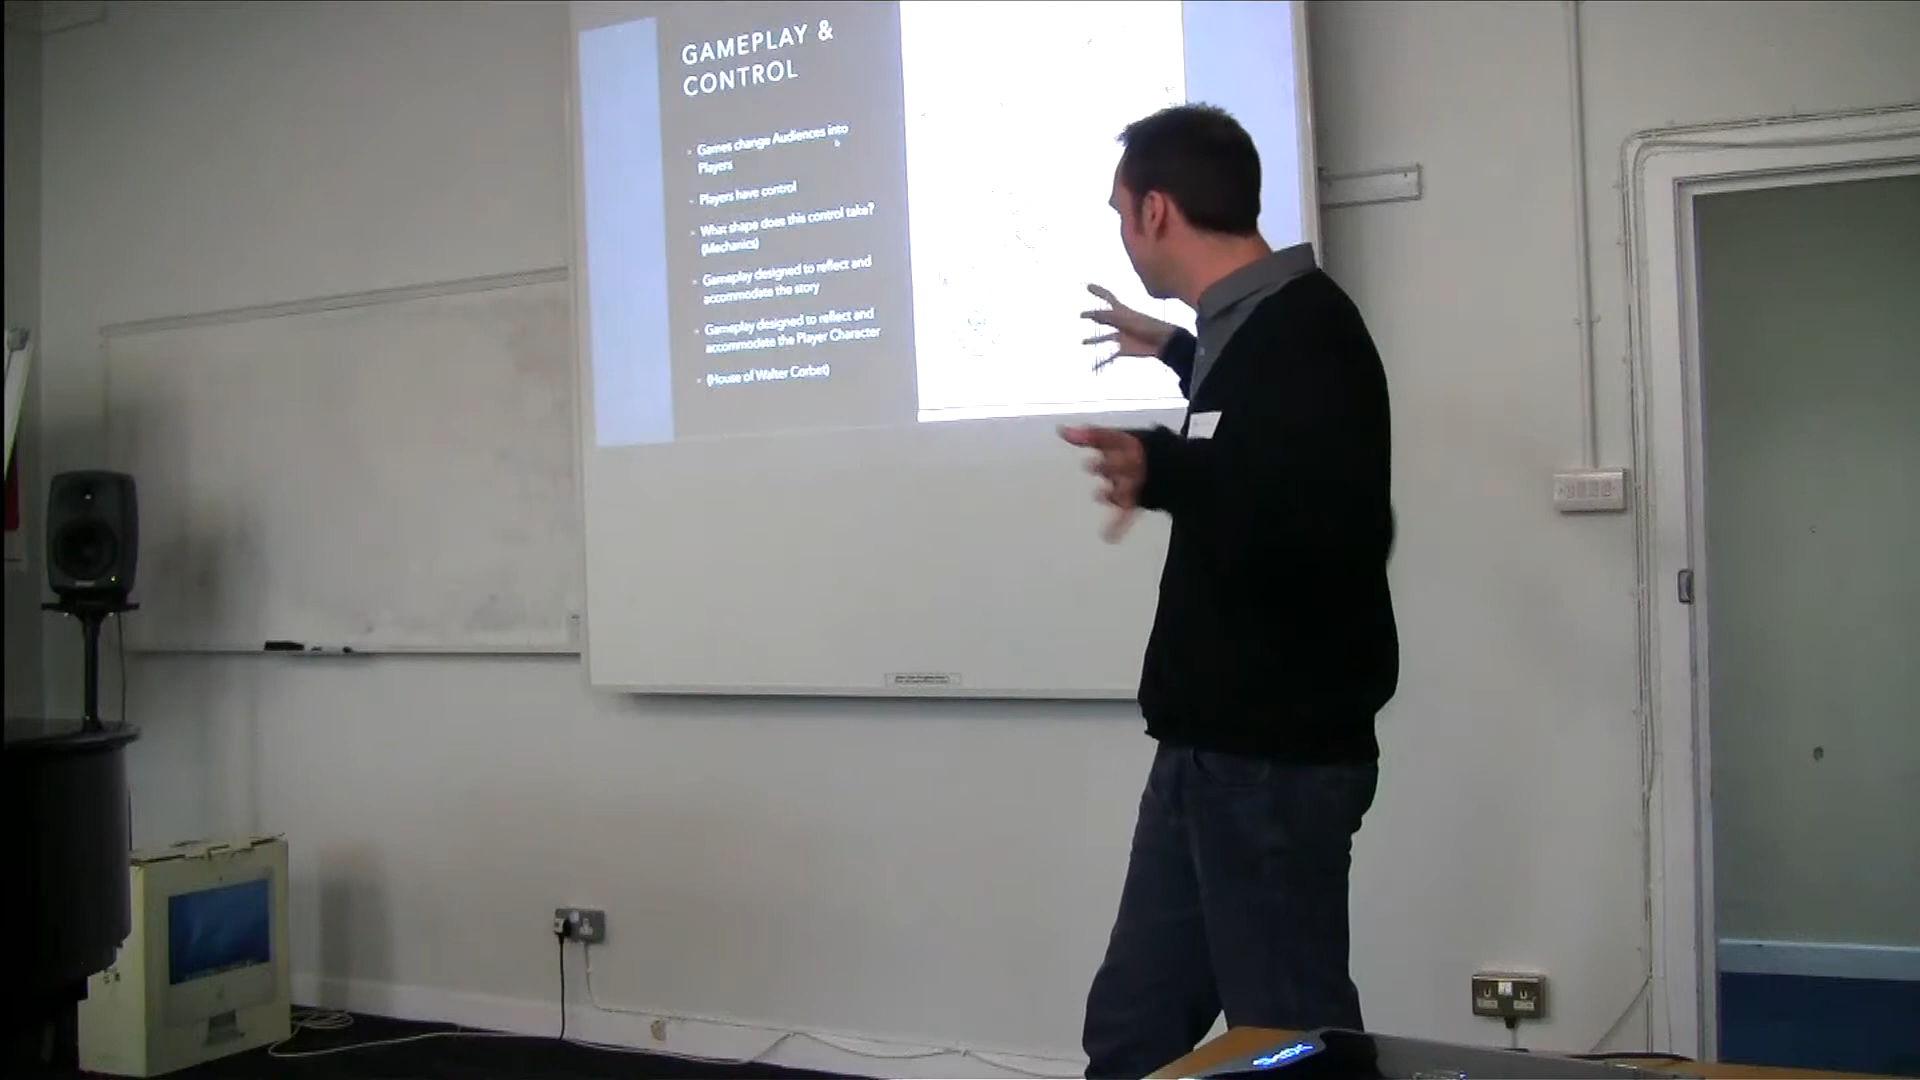 GAMEPLAY &
CONTROL
Games change Audiences into
Players
Players have control
What shape does this control take?
(Mechanics)
Gameplay designed to reflect and
accommodate the story
Gameplay designed to reflect and
accommodate the Player Character
(House of Walter Corbet)